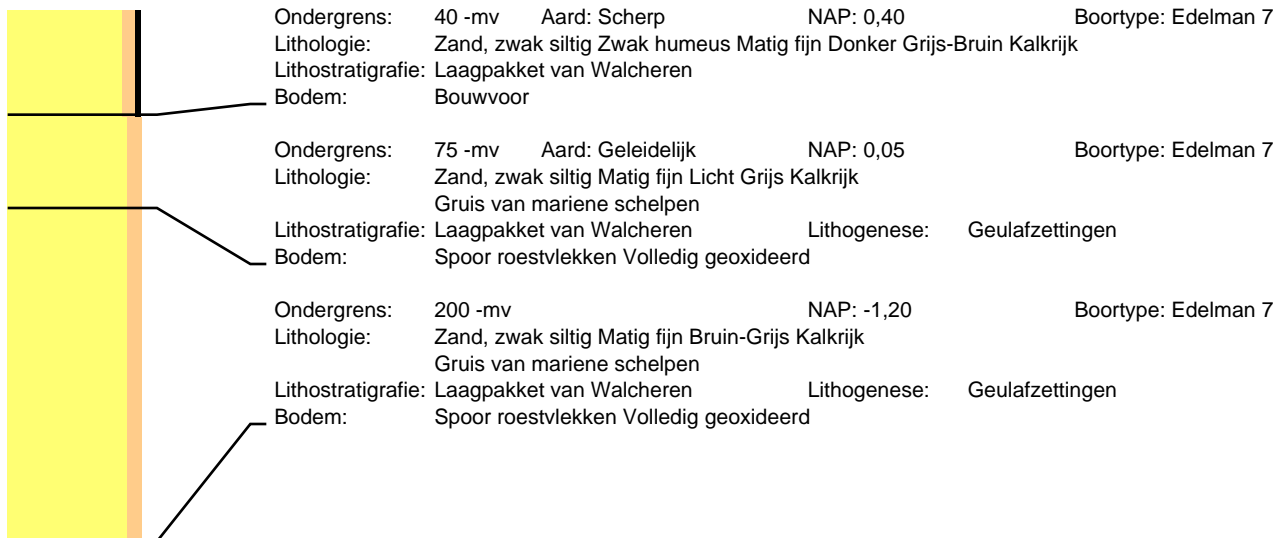 Ondergrens: 40 -mv Aard: Scherp NAP: 0,40 Boortype: Edelman 7
Lithologie: Zand, zwak siltig Zwak humeus Matig fijn Donker Grijs-Bruin Kalkrijk
Lithostratigrafie: Laagpakket van Walcheren
Bodem: Bouwvoor
Ondergrens: 75 -mv Aard: Geleidelijk NAP: 0,05 Boortype: Edelman 7
Lithologie: Zand, zwak siltig Matig fijn Licht Grijs Kalkrijk
Gruis van mariene schelpen
Lithostratigrafie: Laagpakket van Walcheren Lithogenese: Geulafzettingen
Bodem: Spoor roestvlekken Volledig geoxideerd
Ondergrens: 200 -mv NAP: -1,20 Boortype: Edelman 7
Lithologie: Zand, zwak siltig Matig fijn Bruin-Grijs Kalkrijk
Gruis van mariene schelpen
Lithostratigrafie: Laagpakket van Walcheren Lithogenese: Geulafzettingen
Bodem: Spoor roestvlekken Volledig geoxideerd